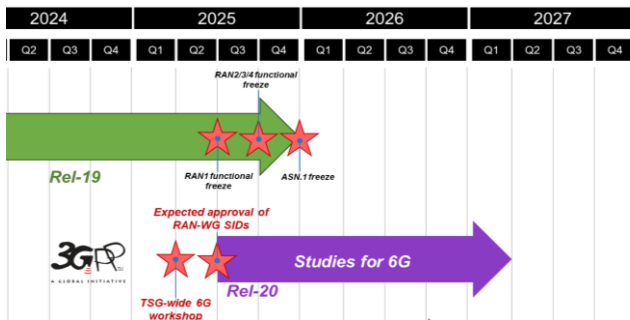 2024 2025 2026 2027
Q2 Q3 Q4 Q1 Q2 Q3 Q4 Q1 Q2 Q3 Q4 Q1 Q2 Q3 Q4
RAN2/3/4 functional
freeze
Rel-19
RAN1 functional
freeze
ASN.1 freeze
Expected approval of
RAN-WG SIDs
3GPP
A GLOBAL INITIATIVE
Studies for 6G
Rel-20
TSG-wide 6G
workshop